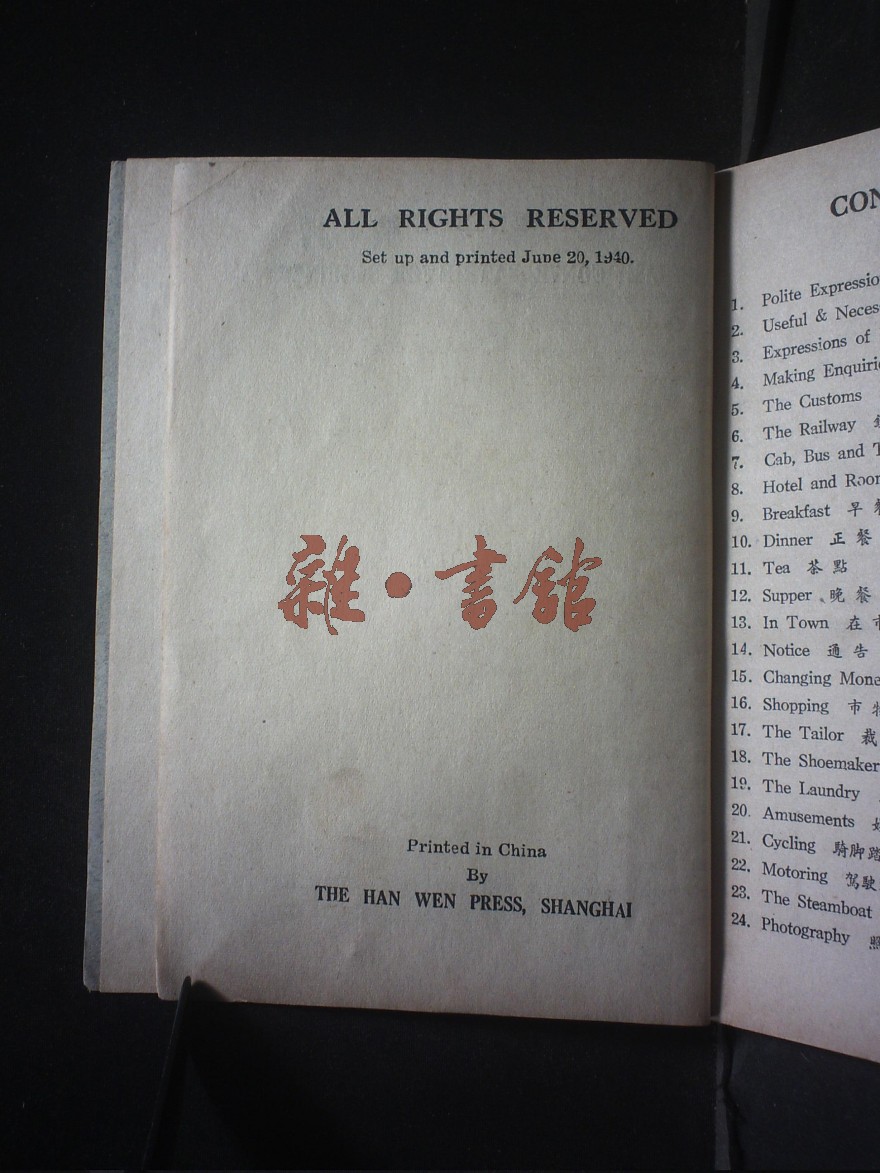 ALL RIGHTS RESERVED
Set up and printed June 20, 1940.
雜•書館
Printed in China
By
THE HAN WEN PRESS, SHANGHAI
1. Polite
2. Useful &
3. Expressions of
4. Making
5. The Customs
6. The Railway
7. Cab, Bus and
8. Hotel and
9. Breakfast 早
10. Dinner 正餐
11. Tea 茶點
12. Supper 晚餐
13. In Town 在
14. Notice 通告
15. Changing
16. Shopping 市
17. The Tailor 裁
18. The Shoemaker
19. The Laundry
20. Amusements
21. Cycling 騎脚踏
22. Motoring 駕駛
23. The Steamboat
24. Photography